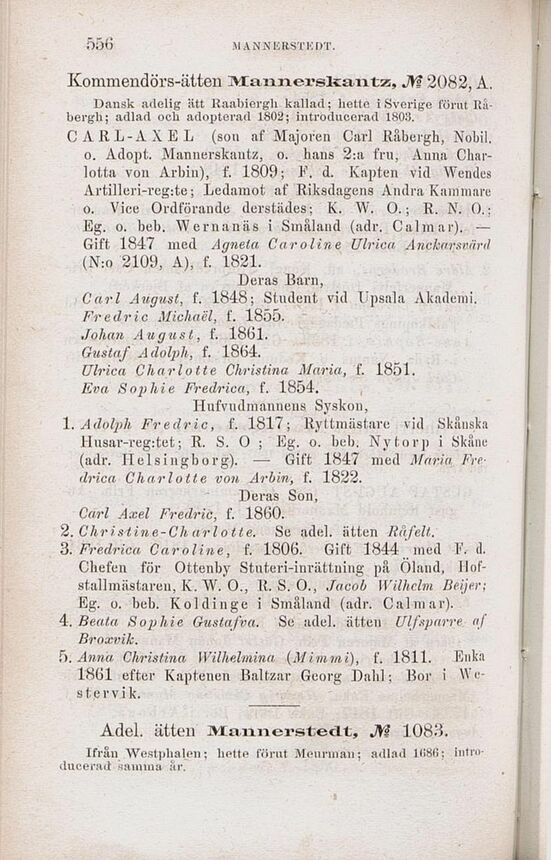 556
MANNERSTEDT.
Kommendörs-ätten Mannerskantz, № 2082, A.
Dansk adelig ätt Raabiergh kallad; hette i Sverige förut Rå-
bergh; adlad och adopterad 1802; introducerad 1803.
CARL-AXEL (son af Majoren Carl Råbergh, Nobil.
o. Adopt. Mannerskantz, o. hans 2:a fru, Anna Char-
lotta von Arbin), f. 1809; F. d. Kapten vid Wendes
Artilleri-reg:te; Ledamot af Riksdagens Andra Kammare
o. Vice Ordförande derstädes; K. W. O.; R. N. O.;
Eg. o. beb. Wernanäs i Småland (adr. Calmar). —
Gift 1847 med Agneta Caroline Ulrica Anckarsvärd
(N:o 2109, A), f. 1821.
Deras Barn,
Carl August, f. 1848; Student vid Upsala Akademi.
Fredric Michaël, f. 1855.
Johan August, f. 1861.
Gustaf Adolph, f. 1864.
Ulrica Charlotte Christina Maria, f. 1851.
Eva Sophie Fredrica, f. 1854.
Hufvudmannens Syskon,
1. Adolph Fredric, f. 1817; Ryttmästare vid Skånska
Husar-reg:tet; R. S. O ; Eg. o. beb. Nytorp i Skåne
(adr. Helsingborg). — Gift 1847 med Maria Fre-
drica Charlotte von Arbin, f. 1822.
Deras Son,
Carl Axel Fredric, f. 1860.
2. Christine-Charlotte. Se adel. ätten Råfelt.
3. Fredrica Caroline, f. 1806. Gift 1844 med F. d.
Chefen för Ottenby Stuteri-inrättning på Öland, Hof-
stallmästaren, K. W. O., R. S. O., Jacob Wilhelm Beijer;
Eg. o. beb. Koldinge i Småland (adr. Calmar).
4. Beata Sophie Gustafva. Se adel. ätten Ulfsparre af
Broxvik.
5. Anna Christina Wilhelmina (Mimmi), f. 1811. Enka
1861 efter Kaptenen Baltzar Georg Dahl; Bor i We-
stervik.
Adel. ätten Mannerstedt, № 1083.
Ifrån Westphalen; hette förut Meurman; adlad 1686; intro-
ducerad samma år.